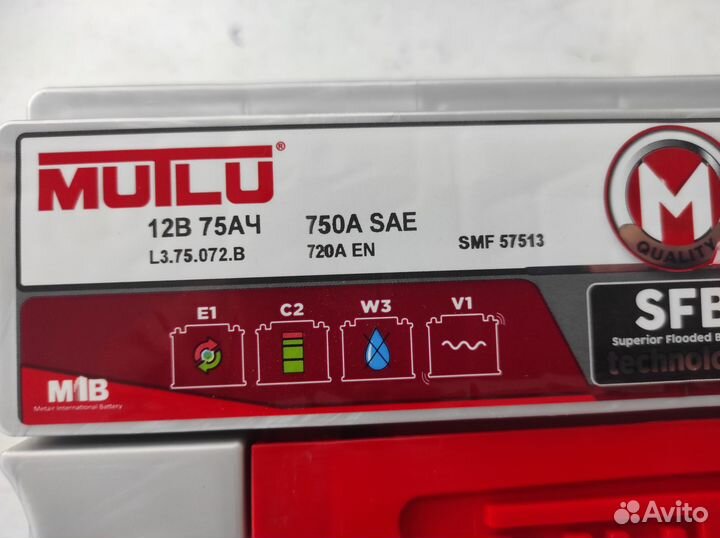 MUTLU®
12В 75АЧ 750A SAE
L3.75.072.B 720A EN SMF 57513
M
QUALITY
E1 C2 W3 V1
SFB
Superior Flooded B
technolo
M1B
Metair International Battery
Avito